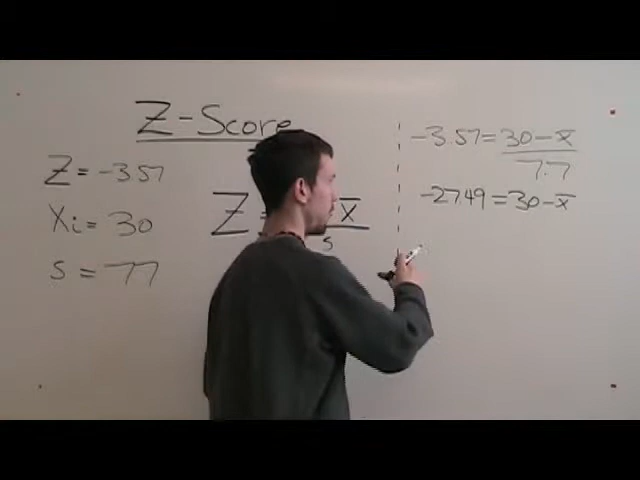 Z-Score
Z = -3.57
Xi = 30
s = 7.7
Z =
x̄
s
-3.57 = 30 - x̄
7.7
-27.49 = 30 - x̄